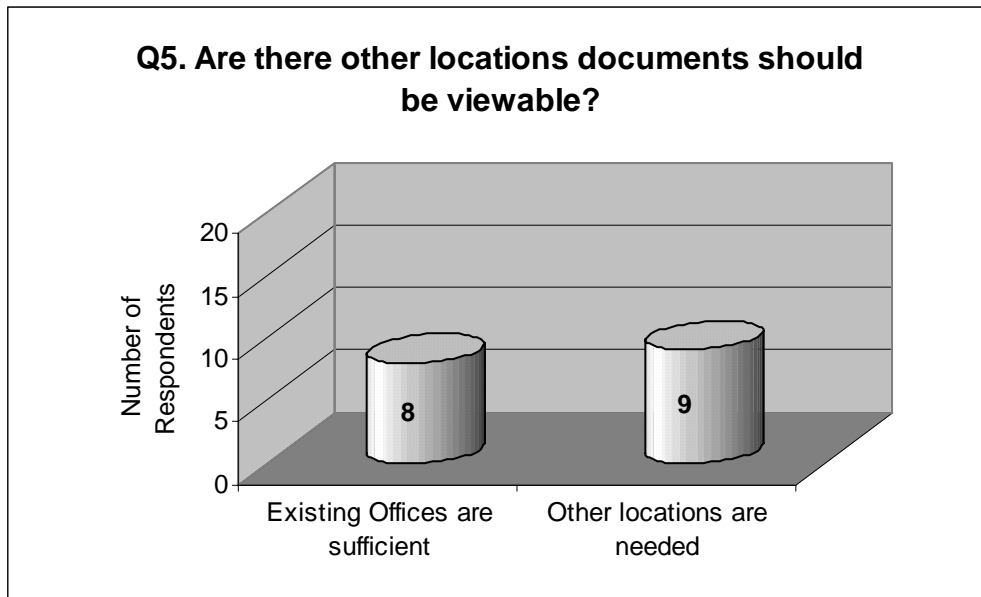 Q5. Are there other locations documents should
be viewable?
Number of
Respondents
20
15
10
5
0
8
9
Existing Offices are
sufficient
Other locations are
needed